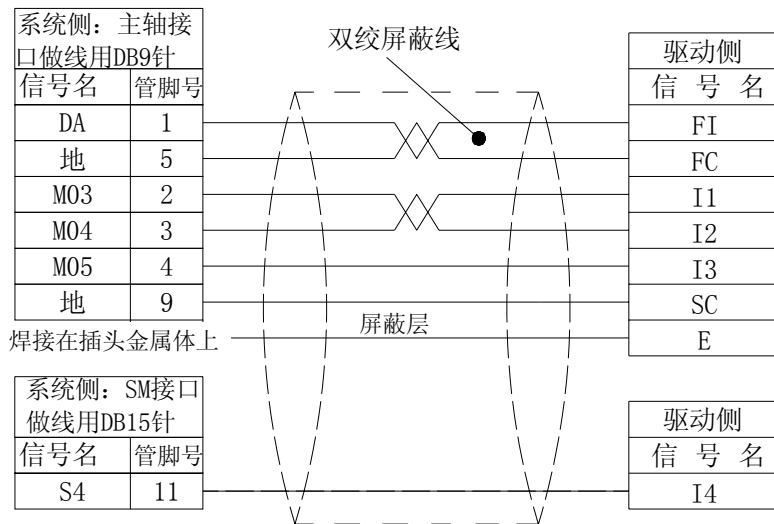 系统侧：主轴接
口做线用DB9针
信号名 管脚号
DA 1
地 5
M03 2
M04 3
M05 4
地 9
焊接在插头金属体上
双绞屏蔽线
屏蔽层
驱动侧
信 号 名
FI
FC
I1
I2
I3
SC
E
系统侧：SM接口
做线用DB15针
信号名 管脚号
S4 11
驱动侧
信 号 名
I4